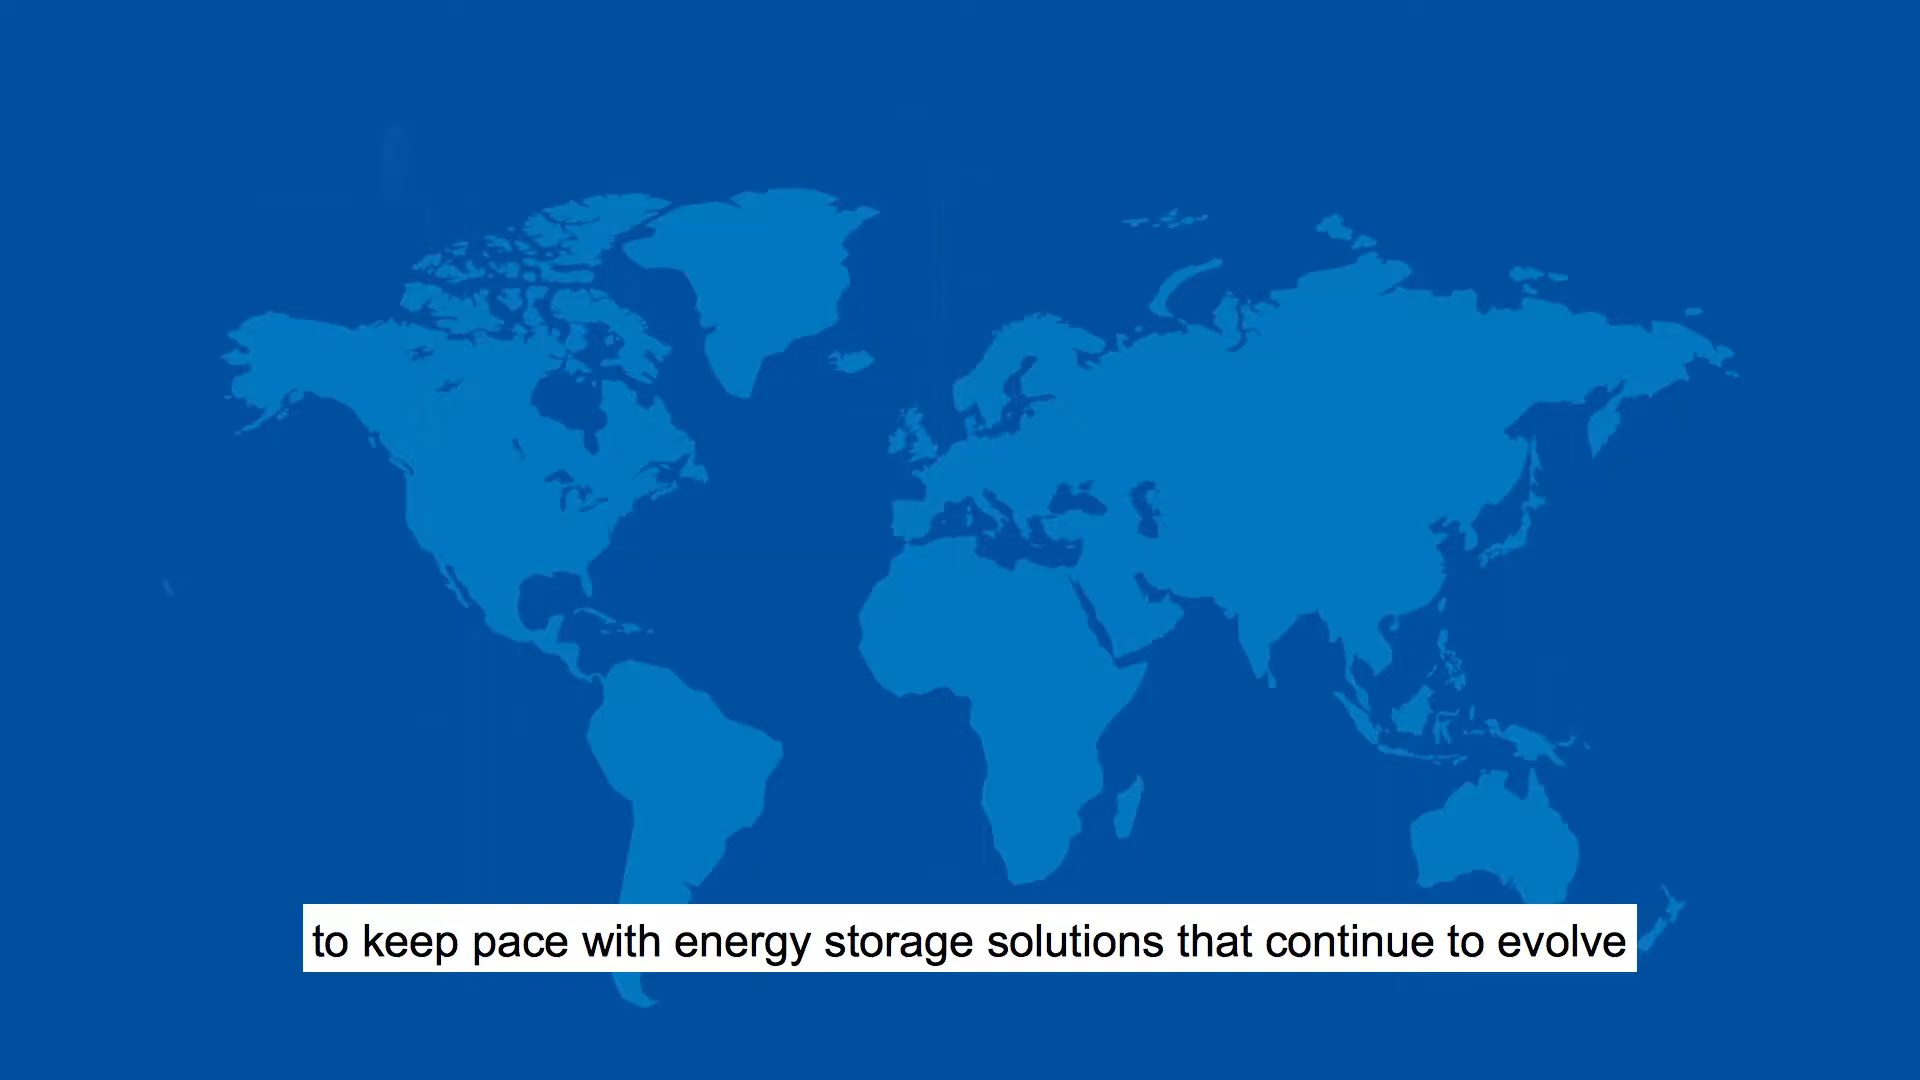 to keep pace with energy storage solutions that continue to evolve